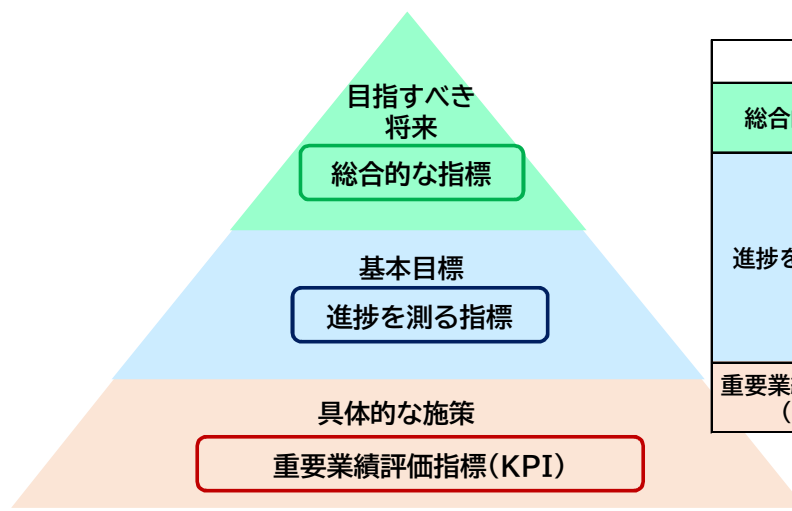 目指すべき
将来
総合的な指標
基本目標
進捗を測る指標
具体的な施策
重要業績評価指標（KPI）
総合
進捗を
重要業
（